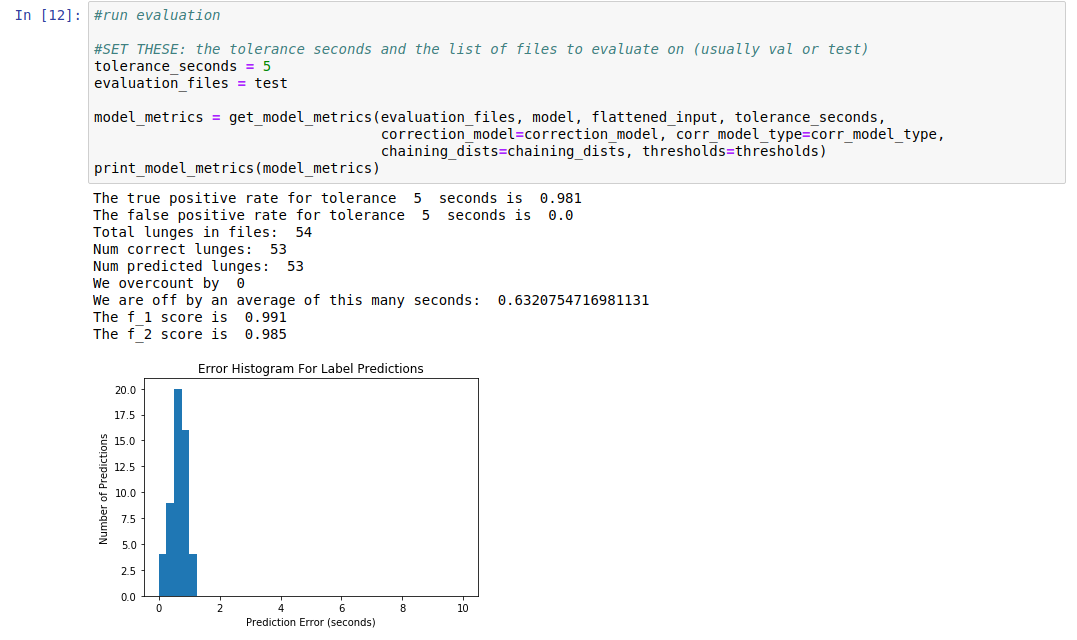 In [12]:
#run evaluation
#SET THESE: the tolerance seconds and the list of files to evaluate on (usually val or test)
tolerance_seconds = 5
evaluation_files = test
model_metrics = get_model_metrics(evaluation_files, model, flattened_input, tolerance_seconds,
correction_model=correction_model, corr_model_type=corr_model_type,
chaining_dists=chaining_dists, thresholds=thresholds)
print_model_metrics(model_metrics)
The true positive rate for tolerance  5  seconds is  0.981
The false positive rate for tolerance  5  seconds is  0.0
Total lunges in files:  54
Num correct lunges:  53
Num predicted lunges:  53
We overcount by  0
We are off by an average of this many seconds:  0.6320754716981131
The f_1 score is  0.991
The f_2 score is  0.985
Error Histogram For Label Predictions
Number of Predictions
20.0
17.5
15.0
12.5
10.0
7.5
5.0
2.5
0.0
0 2 4 6 8 10
Prediction Error (seconds)